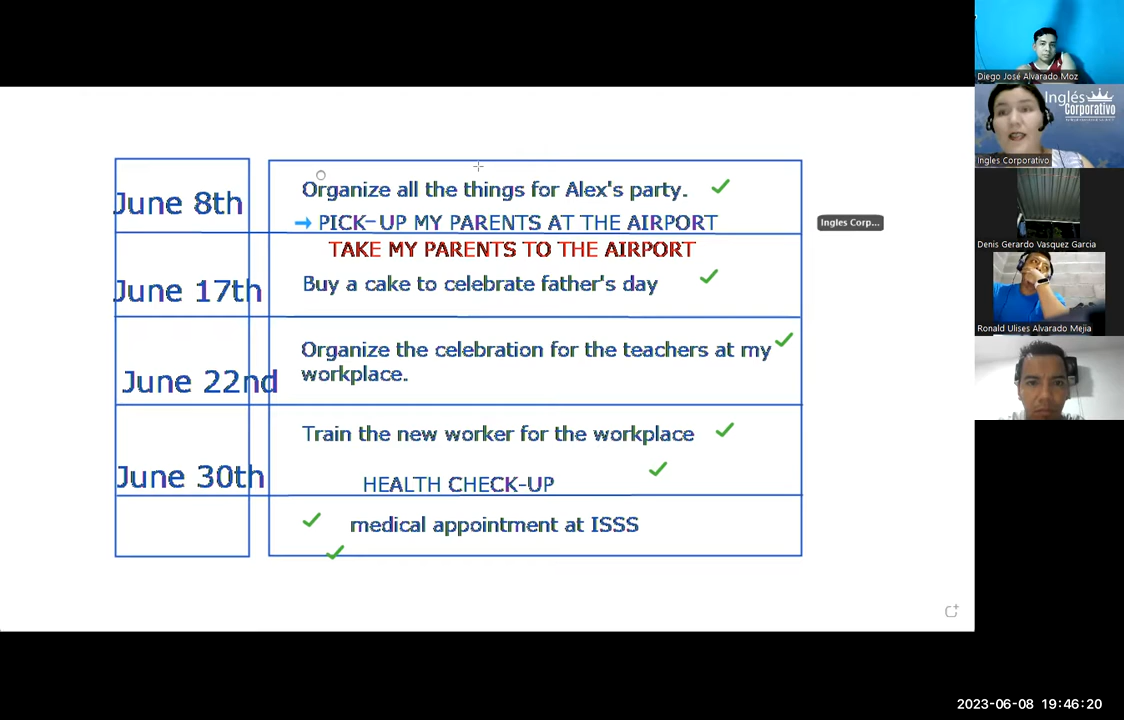 June 8th
Organize all the things for Alex's party.
→ PICK-UP MY PARENTS AT THE AIRPORT
TAKE MY PARENTS TO THE AIRPORT
June 17th
Buy a cake to celebrate father's day
June 22nd
Organize the celebration for the teachers at my
workplace.
Train the new worker for the workplace
June 30th
HEALTH CHECK-UP
medical appointment at ISSS
Ingles Corp...
Diego José Alvarado Moz
Inglés
Corporativo
Ingles Corporativo
Denis Gerardo Vasquez Garcia
Ronald Ulises Alvarado Mejia
2023-06-08 19:46:20